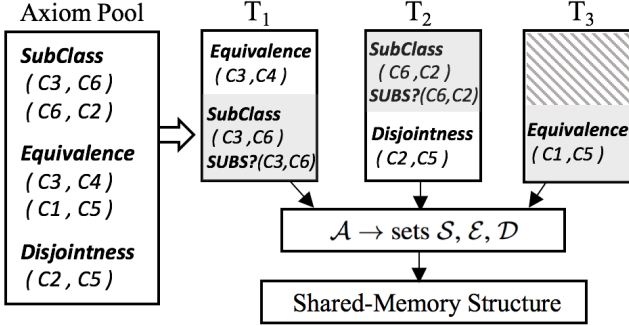 Axiom Pool
SubClass
( C3 , C6 )
( C6 , C2 )
Equivalence
( C3 , C4 )
( C1 , C5 )
Disjointness
( C2 , C5 )
T₁
Equivalence
( C3 , C4 )
SubClass
( C3 , C6 )
SUBS?(C3,C6)
T₂
SubClass
( C6 , C2 )
SUBS?(C6,C2)
Disjointness
( C2 , C5 )
T₃
Equivalence
( C1 , C5 )
𝒜 → sets 𝒮, ℰ, 𝒟
Shared-Memory Structure